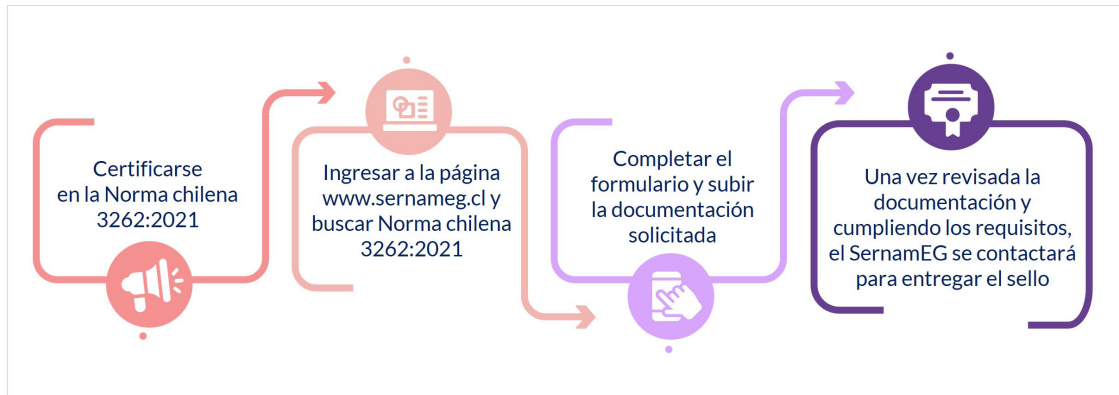 Certificarse
en la Norma chilena
3262:2021
Ingresar a la página
www.sernameg.cl y
buscar Norma chilena
3262:2021
Completar el
formulario y subir
la documentación
solicitada
Una vez revisada la
documentación y
cumpliendo los requisitos,
el SernamEG se contactará
para entregar el sello